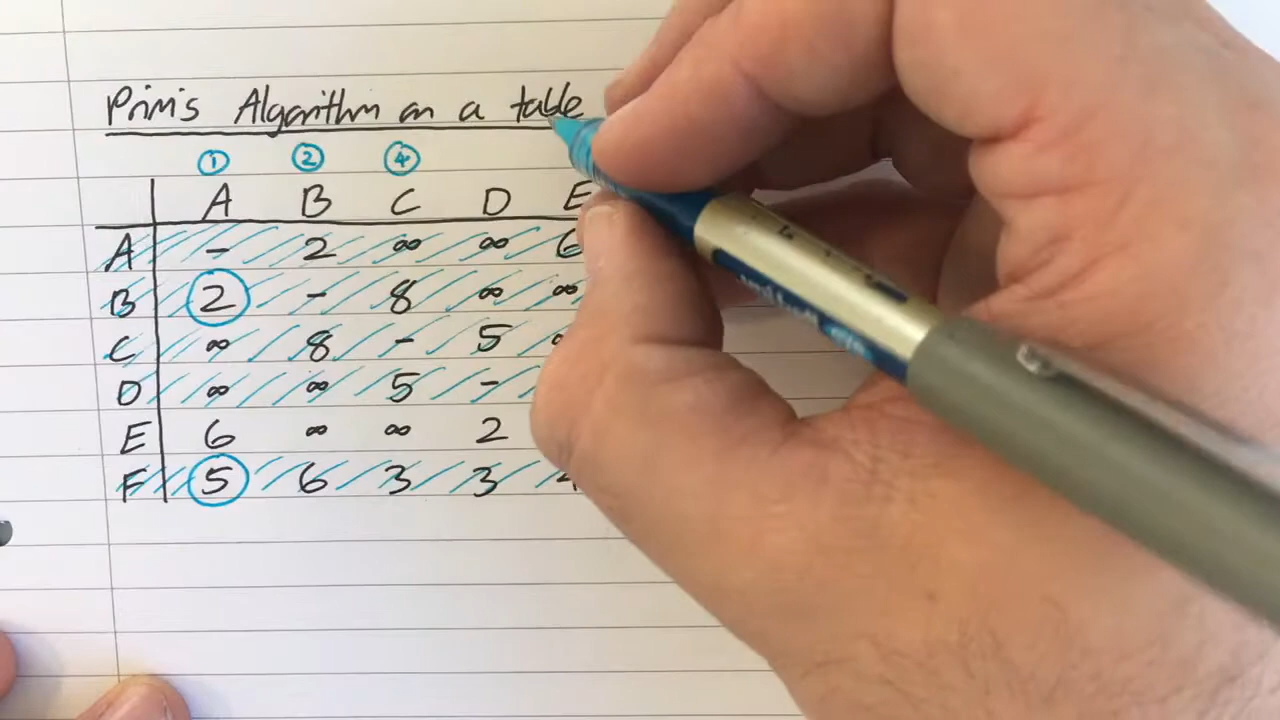 Prim's Algorithm on a table
① ② ④
A B C D E
A - 2 ∞ ∞ 6
B 2 - 8 ∞ ∞
C ∞ 8 - 5
D ∞ ∞ 5 -
E 6 ∞ ∞ 2
F 5 6 3 3